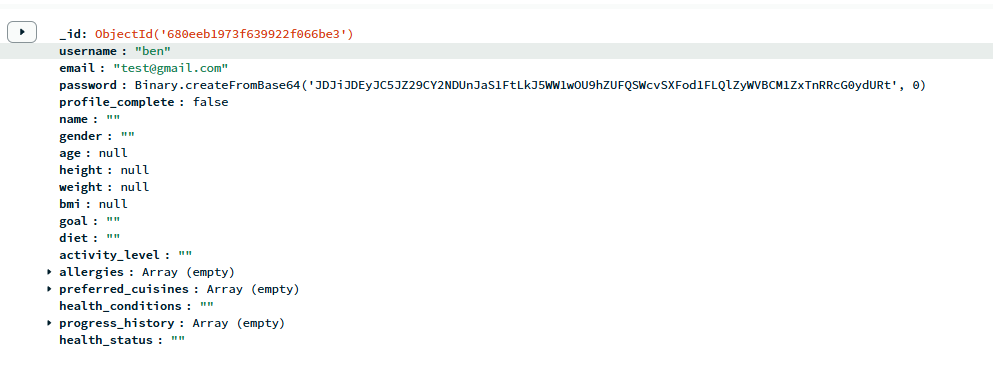 _id: ObjectId('680eeb1973f639922f066be3')
username : "ben"
email : "test@gmail.com"
password : Binary.createFromBase64('JDJiJDEyJC5JZ29CY2NDUnJaS1FtLkJ5WW1wOU9hZUFQSWcvSXFod1FLQlZyWVBCM1ZxTnRRcG0ydURt', 0)
profile_complete : false
name : ""
gender : ""
age : null
height : null
weight : null
bmi : null
goal : ""
diet : ""
activity_level : ""
allergies : Array (empty)
preferred_cuisines : Array (empty)
health_conditions : ""
progress_history : Array (empty)
health_status : ""